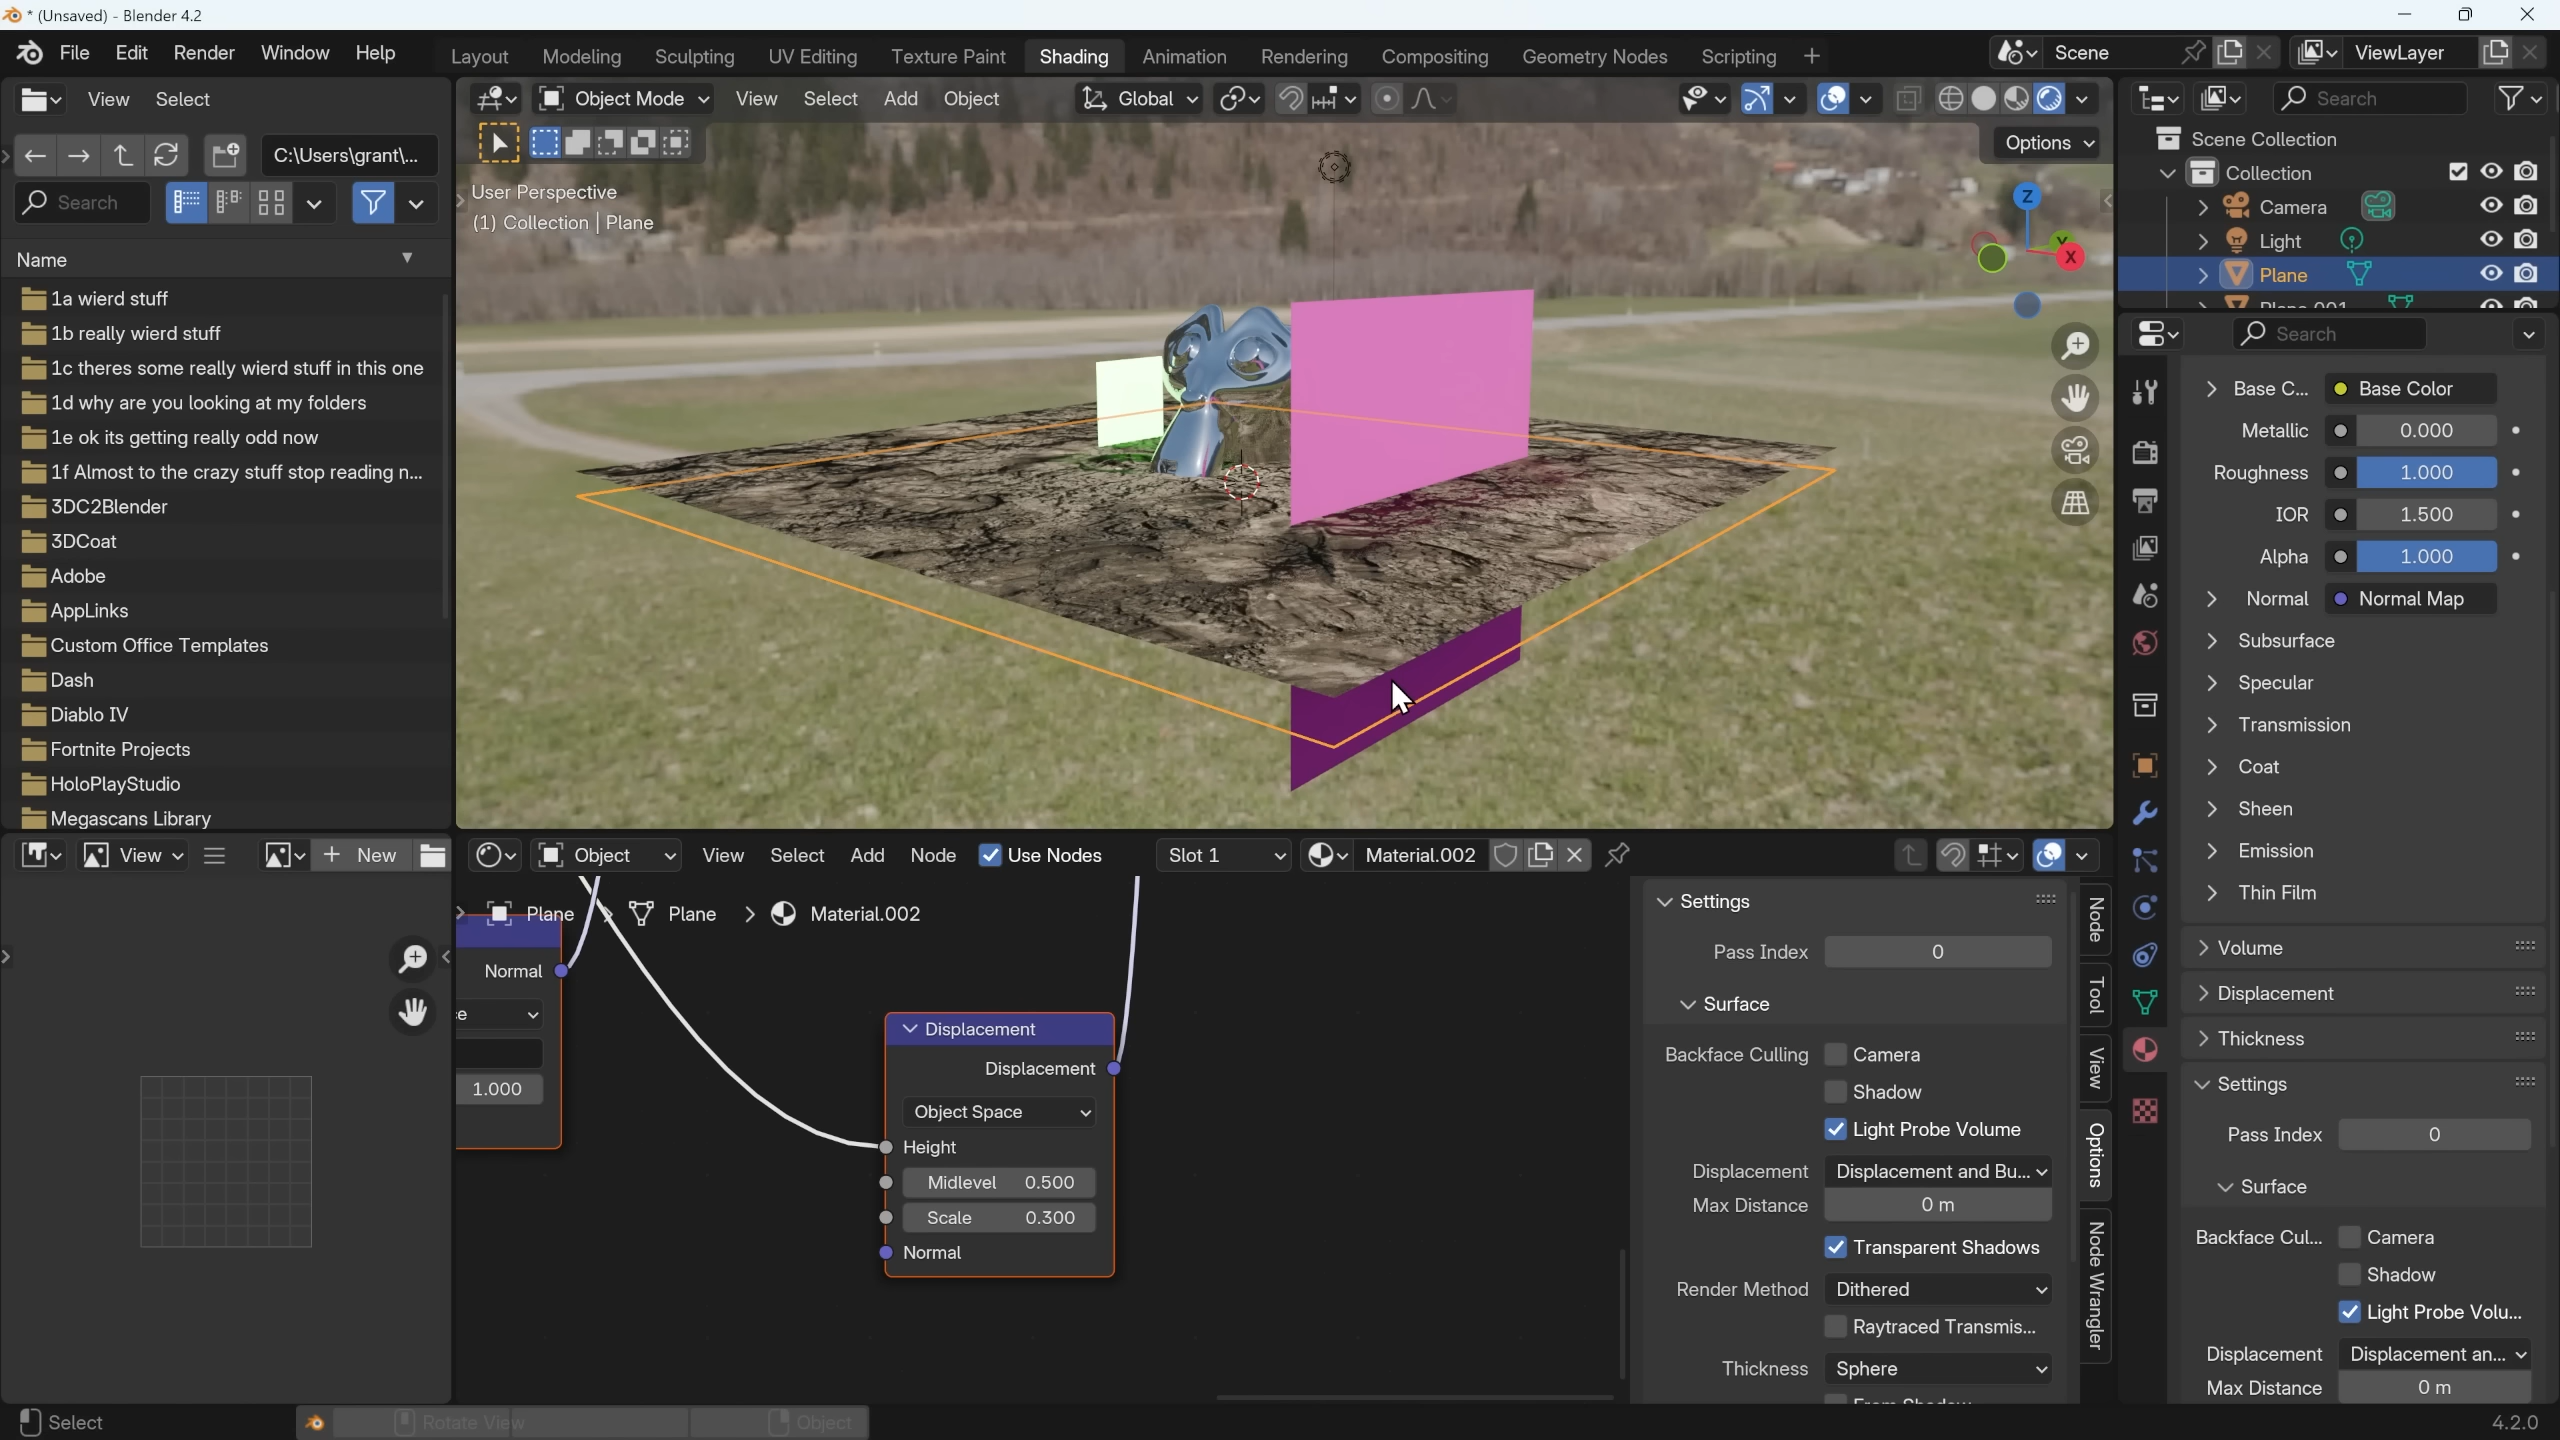 * (Unsaved) - Blender 4.2
File Edit Render Window Help
Layout Modeling Sculpting UV Editing Texture Paint Shading Animation Rendering Compositing Geometry Nodes Scripting +
Scene
ViewLayer
View Select
C:\Users\grant\...
Search
Name
1a wierd stuff
1b really wierd stuff
1c theres some really wierd stuff in this one
1d why are you looking at my folders
1e ok its getting really odd now
1f Almost to the crazy stuff stop reading n...
3DC2Blender
3DCoat
Adobe
AppLinks
Custom Office Templates
Dash
Diablo IV
Fortnite Projects
HoloPlayStudio
Megascans Library
Object Mode View Select Add Object
Global
Options
User Perspective
(1) Collection | Plane
Z
Y
X
Search
Scene Collection
Collection
Camera
Light
Plane
Plane.001
Search
Base C... Base Color
Metallic 0.000
Roughness 1.000
IOR 1.500
Alpha 1.000
Normal Normal Map
Subsurface
Specular
Transmission
Coat
Sheen
Emission
Thin Film
Volume
Displacement
Thickness
Settings
Pass Index 0
Surface
Backface Cul... Camera
Shadow
Light Probe Volu...
Displacement Displacement an...
Max Distance 0 m
View + New
Object View Select Add Node Use Nodes
Slot 1
Material.002
Plane > Plane > Material.002
Normal
ce
1.000
Displacement
Displacement
Object Space
Height
Midlevel 0.500
Scale 0.300
Normal
Settings
Pass Index 0
Surface
Backface Culling Camera
Shadow
Light Probe Volume
Displacement Displacement and Bu...
Max Distance 0 m
Transparent Shadows
Render Method Dithered
Raytraced Transmis...
Thickness Sphere
From Shadow
Node
Tool
View
Options
Node Wrangler
Select
Rotate View
Object
4.2.0